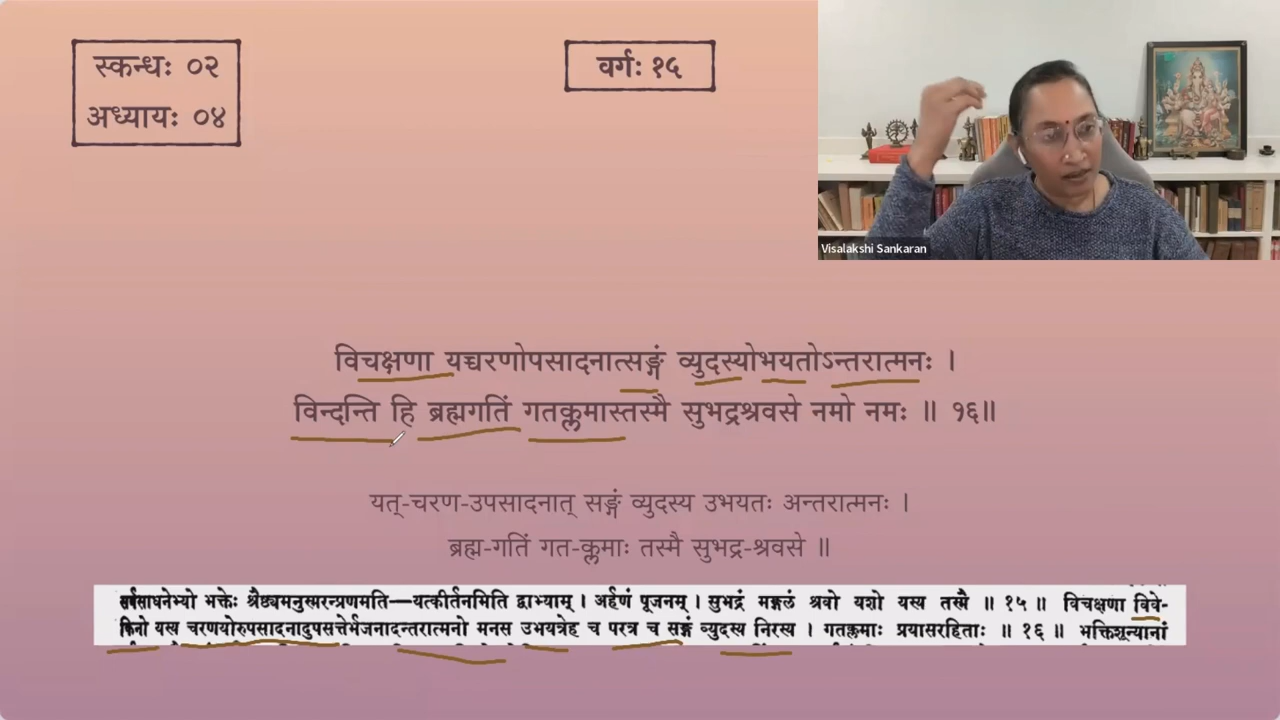 स्कन्धः ०२
अध्यायः ०४
वर्गः १५
Visalakshi Sankaran
विचक्षणा यच्चरणोपसादनात्सङ्गं व्युदस्योभयतोऽन्तरात्मनः ।
विन्दन्ति हि ब्रह्मगतिं गतक्लमास्तस्मै सुभद्रश्रवसे नमो नमः ॥ १६॥
यत्-चरण-उपसादनात् सङ्गं व्युदस्य उभयतः अन्तरात्मनः ।
ब्रह्म-गतिं गत-क्लमाः तस्मै सुभद्र-श्रवसे ॥
सर्वसाधनेभ्यो भक्तेः श्रैष्ठ्यमनुस्मरन्प्रणमति—यत्कीर्तनमिति द्वाभ्याम् । अर्हणं पूजनम् । सुभद्रं मङ्गलं श्रवो यशो यस्य तस्मै ॥ १५ ॥ विचक्षणा विवे-
किनो यस्य चरणयोरुपसादनादुपसत्तेर्भजनादन्तरात्मनो मनस उभयत्रेह च परत्र च सङ्गं व्युदस्य निरस्य । गतक्लमाः प्रयासरहिताः ॥ १६ ॥ भक्तिशून्यानां